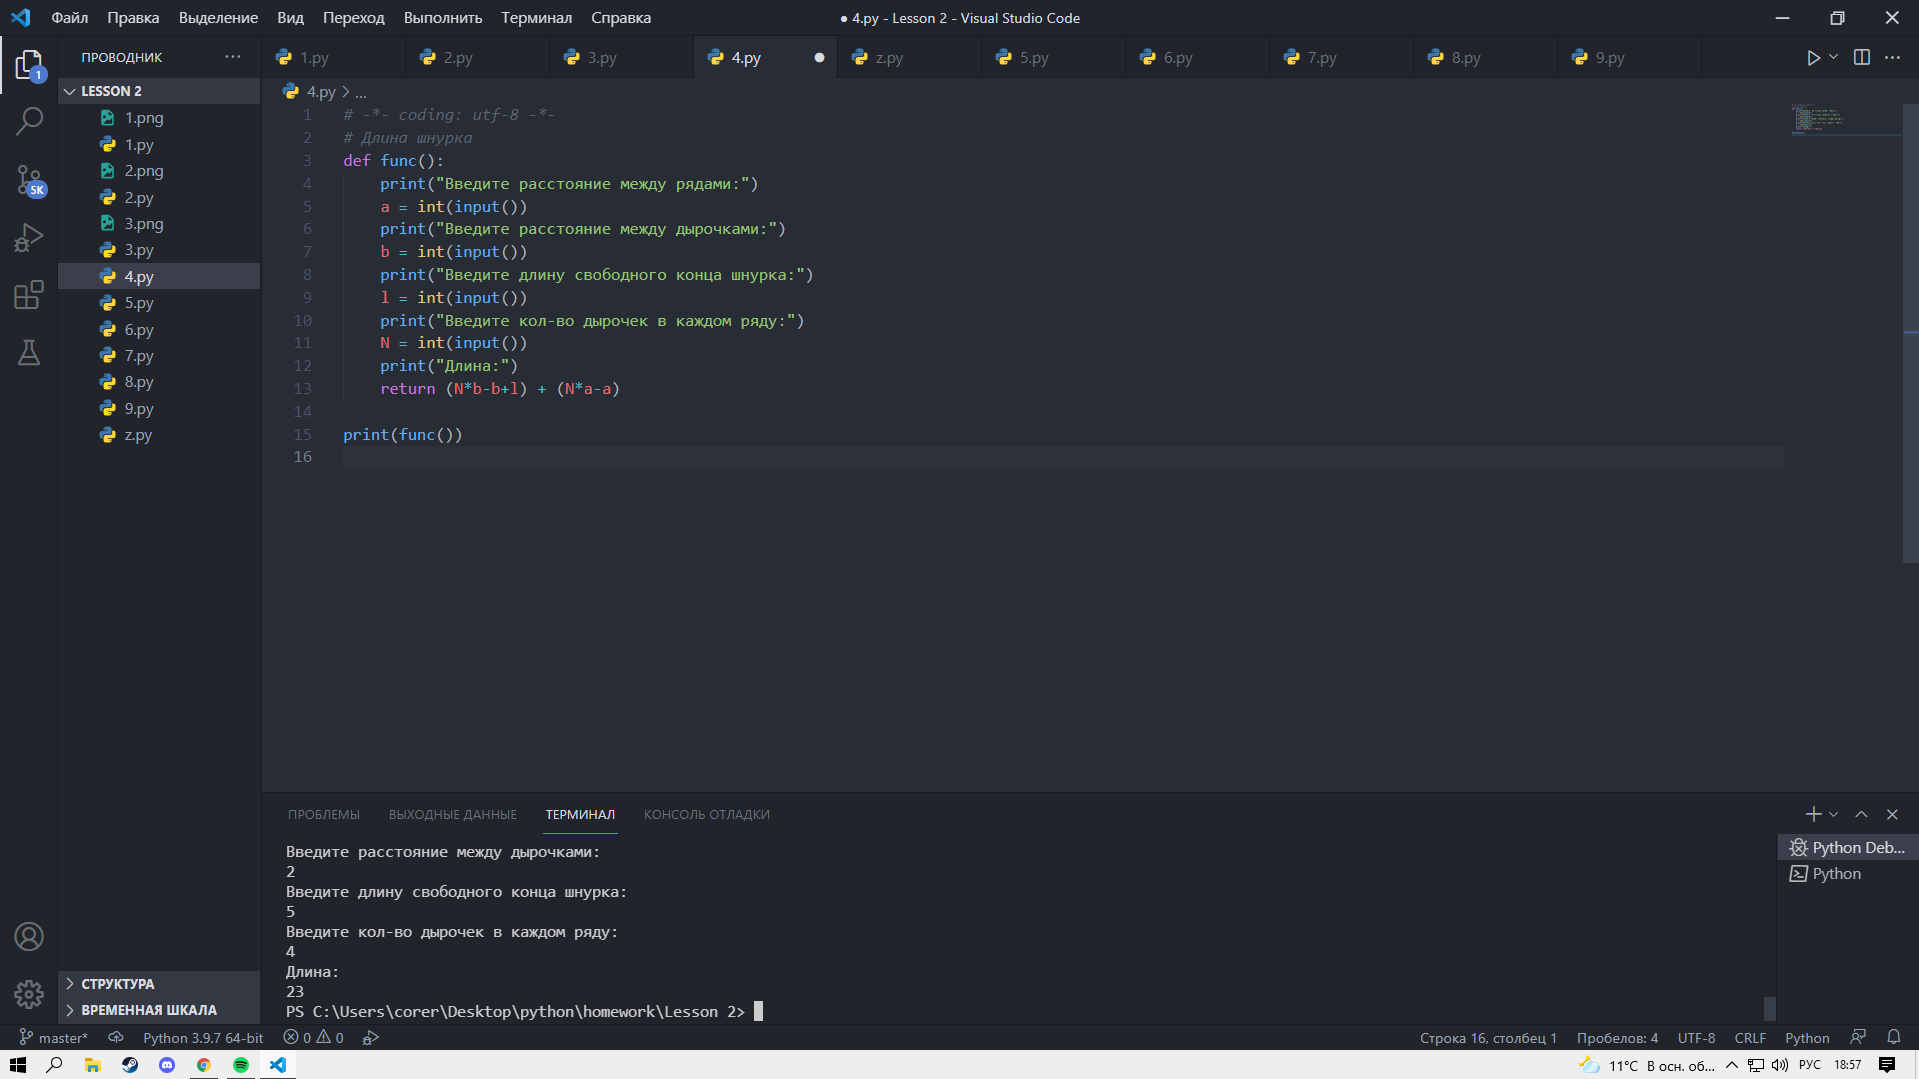 Файл Правка Выделение Вид Переход Выполнить Терминал Справка
● 4.py - Lesson 2 - Visual Studio Code
ПРОВОДНИК
1.py 2.py 3.py 4.py z.py 5.py 6.py 7.py 8.py 9.py
1
5K
LESSON 2
1.png
1.py
2.png
2.py
3.png
3.py
4.py
5.py
6.py
7.py
8.py
9.py
z.py
СТРУКТУРА
ВРЕМЕННАЯ ШКАЛА
4.py > ...
1 # -*- coding: utf-8 -*-
2 # Длина шнурка
3 def func():
4 print("Введите расстояние между рядами:")
5 a = int(input())
6 print("Введите расстояние между дырочками:")
7 b = int(input())
8 print("Введите длину свободного конца шнурка:")
9 l = int(input())
10 print("Введите кол-во дырочек в каждом ряду:")
11 N = int(input())
12 print("Длина:")
13 return (N*b-b+l) + (N*a-a)
14
15 print(func())
16
ПРОБЛЕМЫ ВЫХОДНЫЕ ДАННЫЕ ТЕРМИНАЛ КОНСОЛЬ ОТЛАДКИ
Введите расстояние между дырочками:
2
Введите длину свободного конца шнурка:
5
Введите кол-во дырочек в каждом ряду:
4
Длина:
23
PS C:\Users\corer\Desktop\python\homework\Lesson 2>
Python Deb...
Python
master* Python 3.9.7 64-bit 0 0
Строка 16, столбец 1 Пробелов: 4 UTF-8 CRLF Python
11°C В осн. об... РУС 18:57